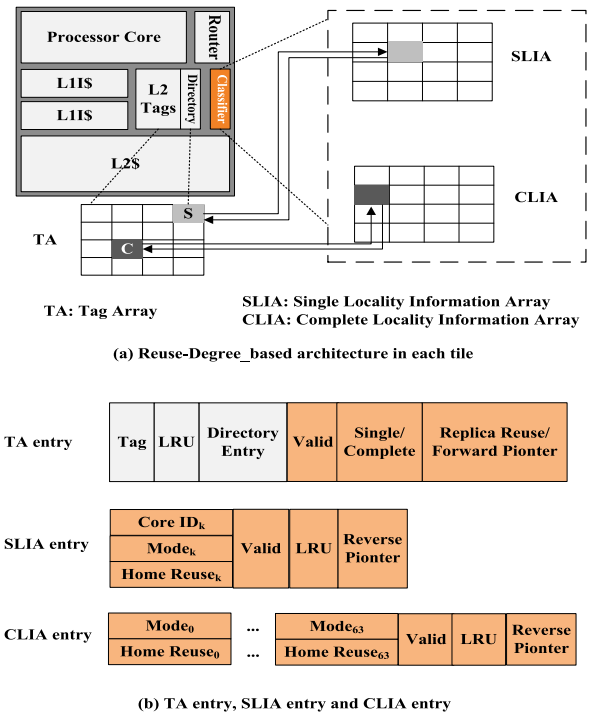 Processor Core
Router
L1I$
L1I$
L2
Tags
Directory
Classifier
L2$
SLIA
CLIA
TA
S
C
TA: Tag Array
SLIA: Single Locality Information Array
CLIA: Complete Locality Information Array
(a) Reuse-Degree_based architecture in each tile
TA entry
Tag
LRU
Directory
Entry
Valid
Single/
Complete
Replica Reuse/
Forward Pionter
SLIA entry
Core IDk
Modek
Home Reusek
Valid
LRU
Reverse
Pionter
CLIA entry
Mode0
Home Reuse0
...
...
Mode63
Home Reuse63
Valid
LRU
Reverse
Pionter
(b) TA entry, SLIA entry and CLIA entry